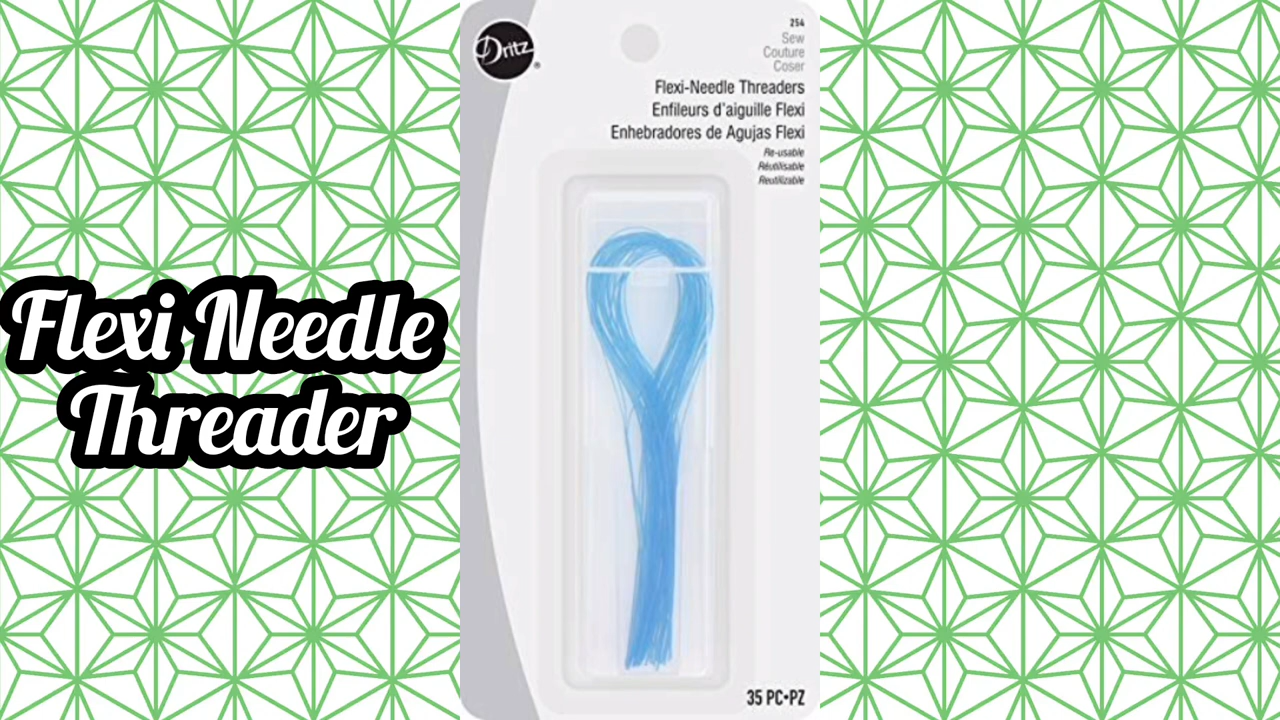 Flexi Needle
Threader
Dritz
®
254
Sew
Couture
Coser
Flexi-Needle Threaders
Enfileurs d'aiguille Flexi
Enhebradores de Agujas Flexi
Re-usable
Réutilisable
Reutilizable
35 PC•PZ